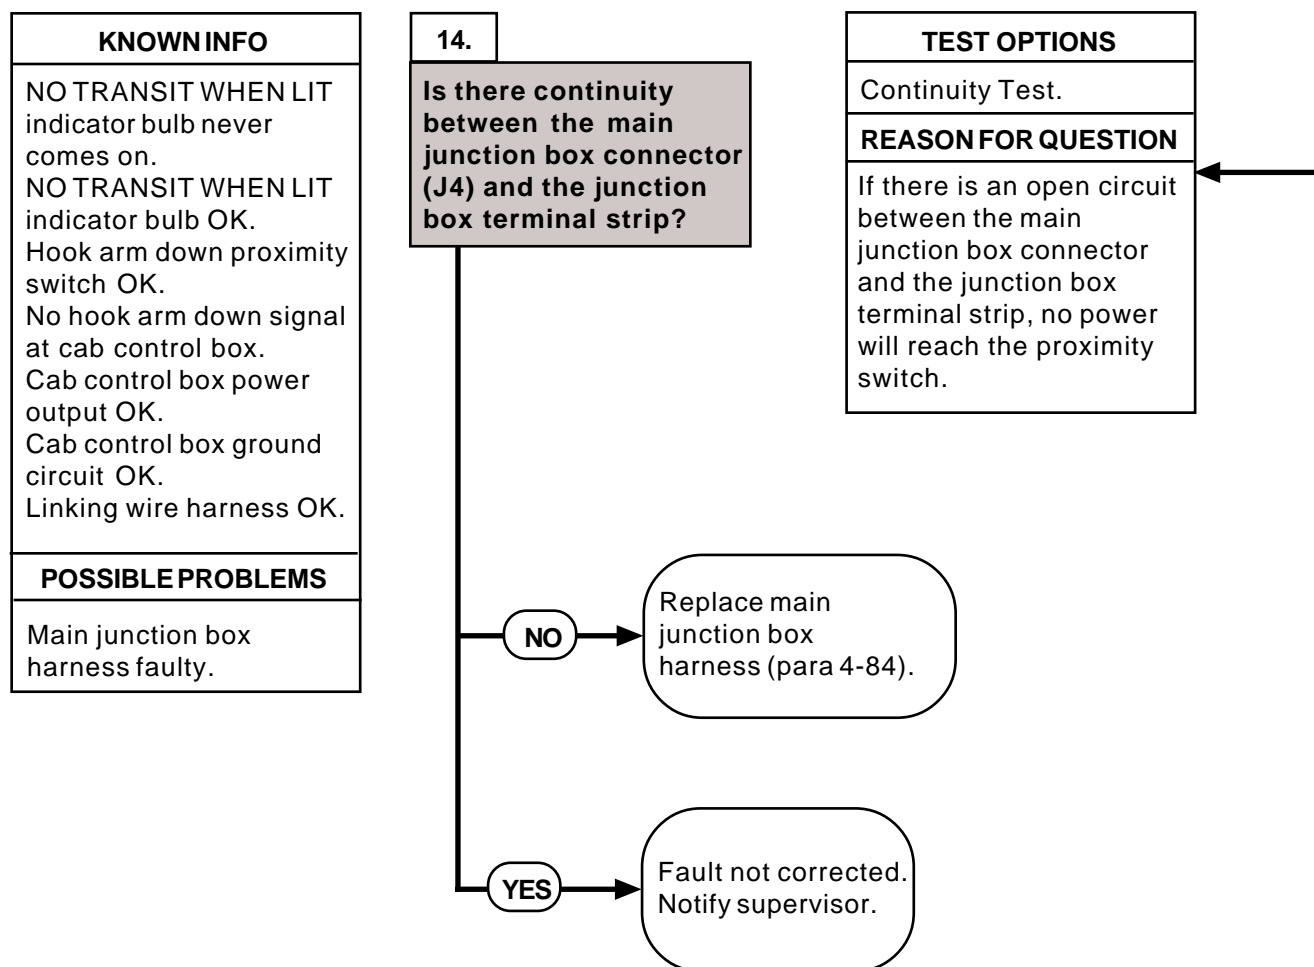 KNOWN INFO
NO TRANSIT WHEN LIT
indicator bulb never
comes on.
NO TRANSIT WHEN LIT
indicator bulb OK.
Hook arm down proximity
switch OK.
No hook arm down signal
at cab control box.
Cab control box power
output OK.
Cab control box ground
circuit OK.
Linking wire harness OK.
POSSIBLE PROBLEMS
Main junction box
harness faulty.
14.
Is there continuity
between the main
junction box connector
(J4) and the junction
box terminal strip?
TEST OPTIONS
Continuity Test.
REASON FOR QUESTION
If there is an open circuit
between the main
junction box connector
and the junction box
terminal strip, no power
will reach the proximity
switch.
NO
Replace main
junction box
harness (para 4-84).
YES
Fault not corrected.
Notify supervisor.